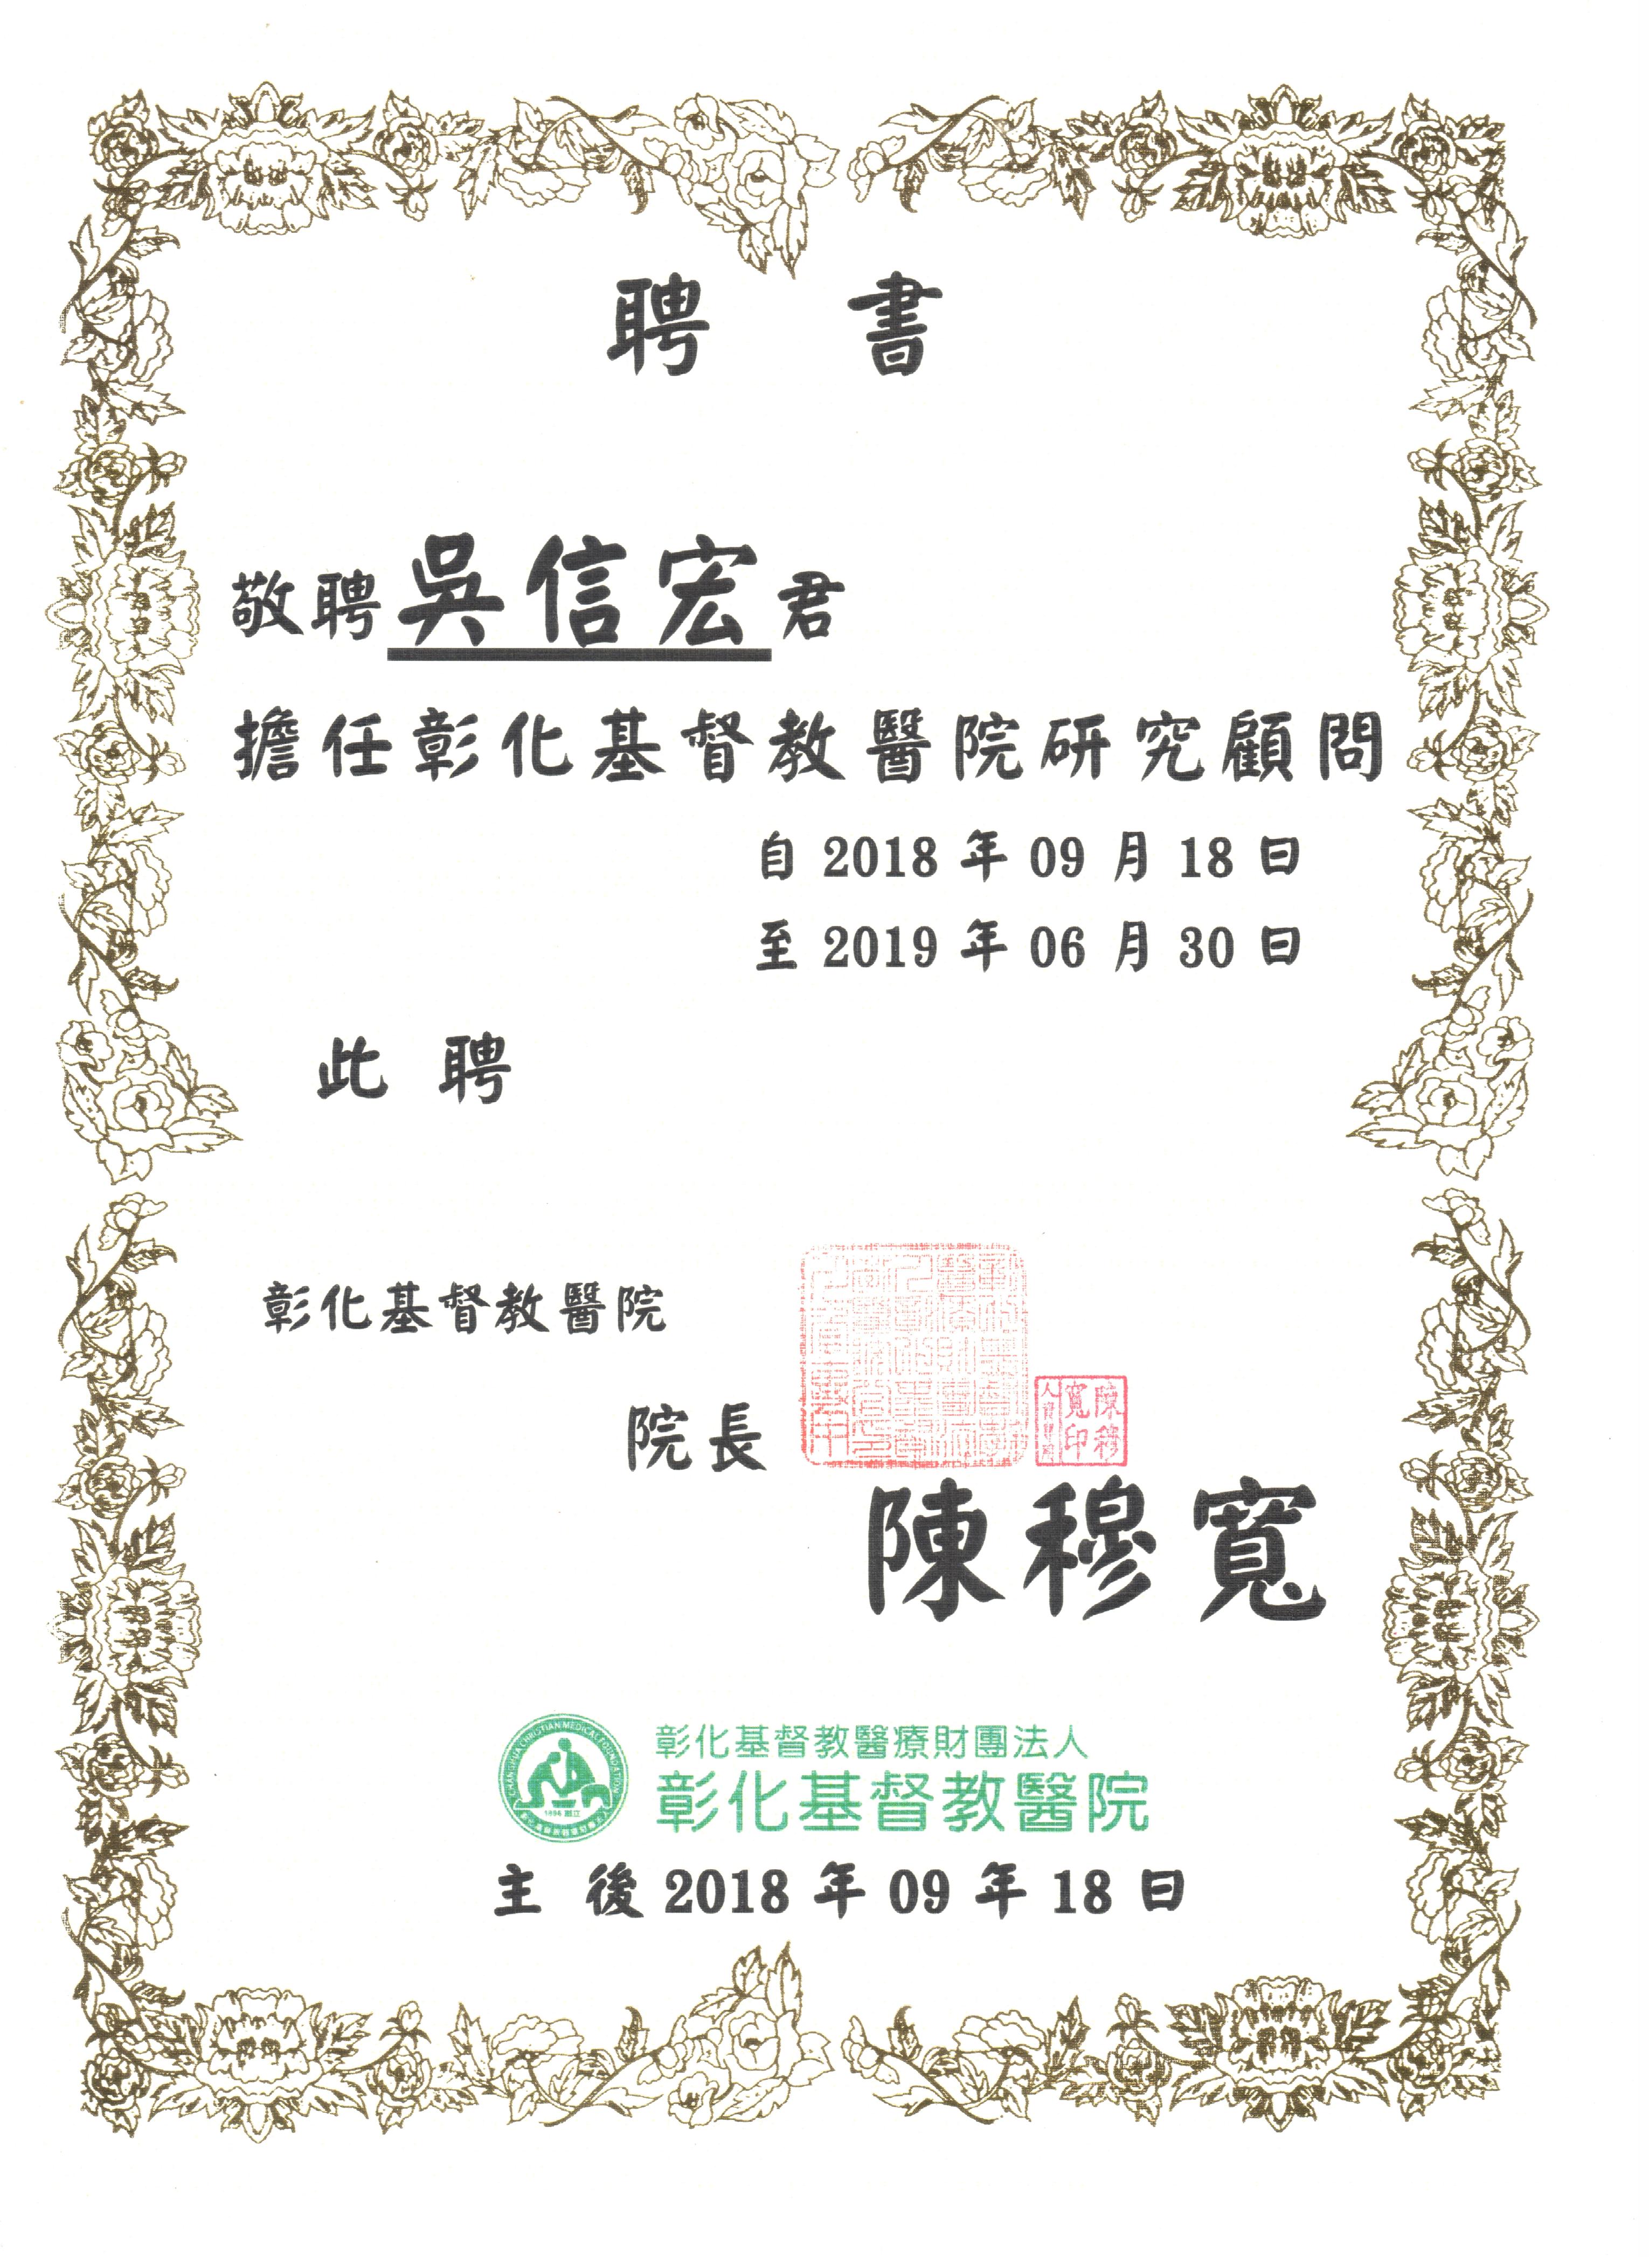 聘 書
敬聘吳信宏君
擔任彰化基督教醫院研究顧問
自 2018 年 09 月 18 日
至 2019 年 06 月 30 日
此 聘
彰化基督教醫院
院長
陳穆寬印
陳穆寬
CHANGHUA CHRISTIAN MEDICAL FOUNDATION
1896 創立
彰化基督教醫療財團法人
彰化基督教醫院
主 後 2018 年 09 年 18 日